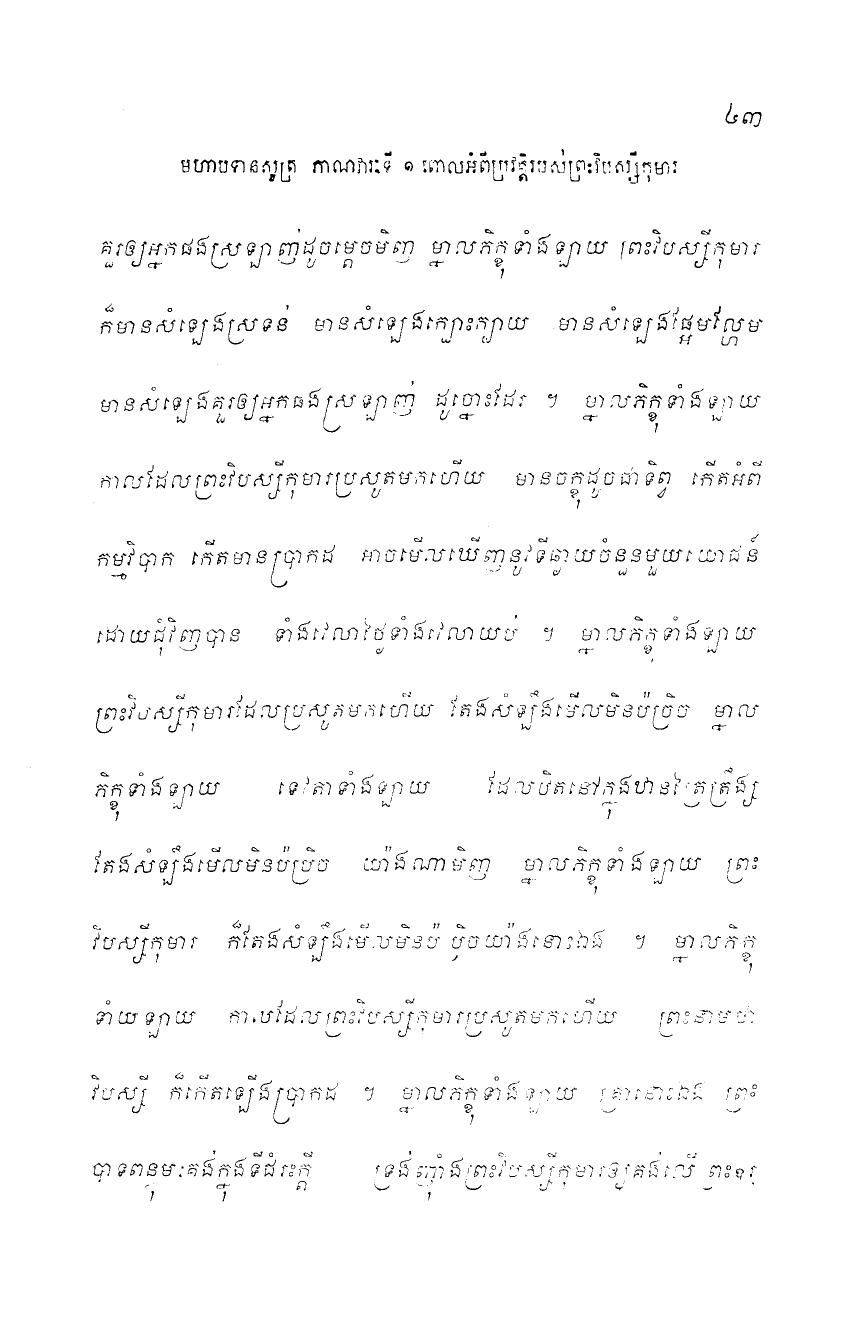 ៤៣
មហាបទានសូត្រ ភាណវារៈទី ១ ពោលអំពីប្រវត្តិរបស់ព្រះវិបស្សីកុមារ
គួរឲ្យអ្នកផងស្រឡាញ់ដូចម្តេចមិញ ម្នាលភិក្ខុទាំងឡាយ ព្រះវិបស្សីកុមារ
ក៏មានសំឡេងស្រទន់ មានសំឡេងក្បោះក្បាយ មានសំឡេងផ្អែមល្ហែម
មានសំឡេងគួរឲ្យអ្នកផងស្រឡាញ់ ដូច្នោះដែរ ។ ម្នាលភិក្ខុទាំងឡាយ
កាលដែលព្រះវិបស្សីកុមារប្រសូតមកហើយ មានចក្ខុដូចជាទិព្វ កើតអំពី
កម្មវិបាក កើតមានប្រាកដ អាចមើលឃើញនូវទីឆ្ងាយចំនួនមួយយោជន៍
ដោយជុំវិញបាន ទាំងវេលាថ្ងៃទាំងវេលាយប់ ។ ម្នាលភិក្ខុទាំងឡាយ
ព្រះវិបស្សីកុមារដែលប្រសូតមកហើយ តែងសំឡឹងមើលមិនប៉ច្រិច ម្នាល
ភិក្ខុទាំងឡាយ ទេវតាទាំងឡាយ ដែលឋិតនៅក្នុងឋានត្រៃត្រឹង្ស
តែងសំឡឹងមើលមិនប៉ប្រិច យ៉ាងណាមិញ ម្នាលភិក្ខុទាំងឡាយ ព្រះ
វិបស្សីកុមារ ក៏តែងសំឡឹងមើលមិនប៉ ប្រិចយ៉ាងនោះឯង ។ ម្នាលភិក្ខុ
ទាំយឡាយ កាលដែលព្រះវិបស្សីកុមារប្រសូតមកហើយ ព្រះនាមថា
វិបស្សី ក៏កើតឡើងប្រាកដ ។ ម្នាលភិក្ខុទាំងឡាយ គ្រានោះឯង ព្រះ
បាទពន្ធុមៈគង់ក្នុងទីជំរះក្តី ទ្រង់ញុំាំងព្រះវិបស្សីកុមារឲ្យគង់លើ ព្រះឧរុ